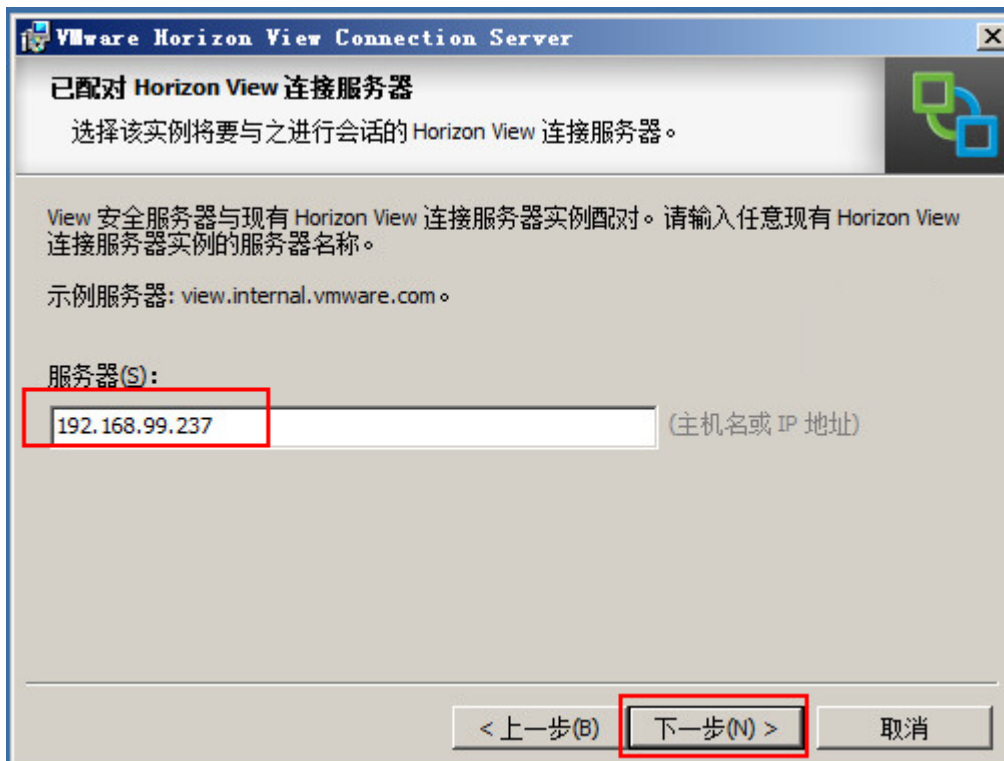 VMware Horizon View Connection Server
已配对 Horizon View 连接服务器
选择该实例将要与之进行会话的 Horizon View 连接服务器。
View 安全服务器与现有 Horizon View 连接服务器实例配对。请输入任意现有 Horizon View
连接服务器实例的服务器名称。
示例服务器: view.internal.vmware.com。
服务器(S):
192.168.99.237 (主机名或 IP 地址)
< 上一步(B) 下一步(N) > 取消